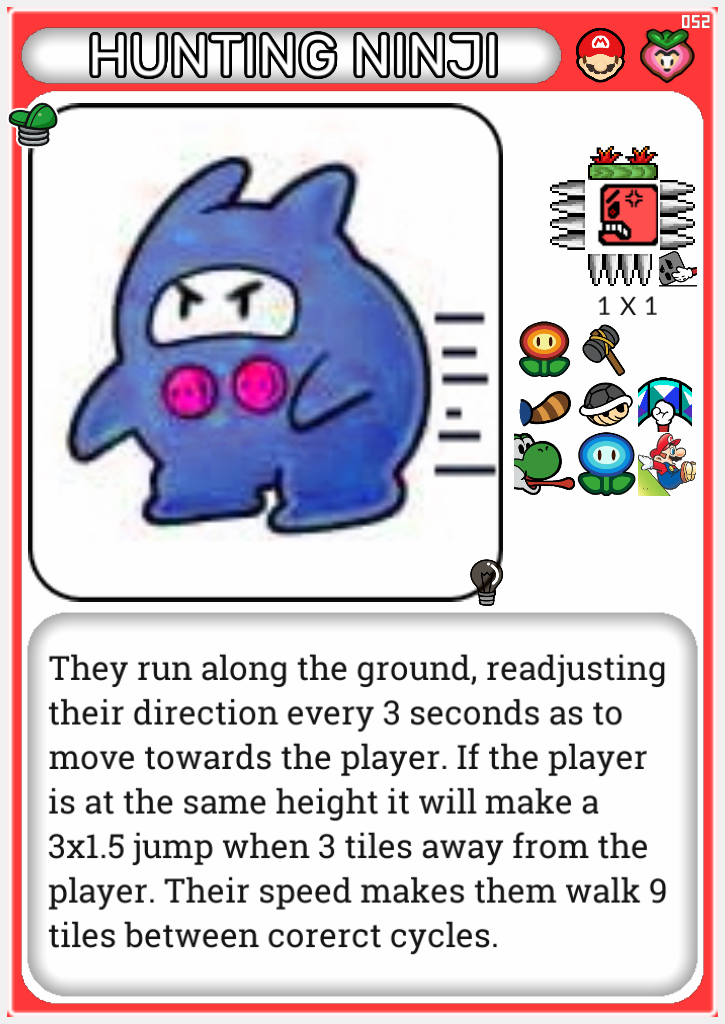 052
HUNTING NINJI
1 X 1
They run along the ground, readjusting
their direction every 3 seconds as to
move towards the player. If the player
is at the same height it will make a
3x1.5 jump when 3 tiles away from the
player. Their speed makes them walk 9
tiles between corerct cycles.